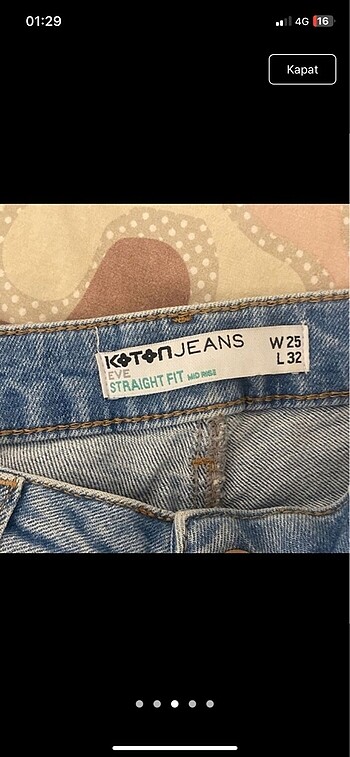 01:29
4G 16
Kapat
KOTON JEANS
W 25
L 32
EVE
STRAIGHT FIT MID RISE